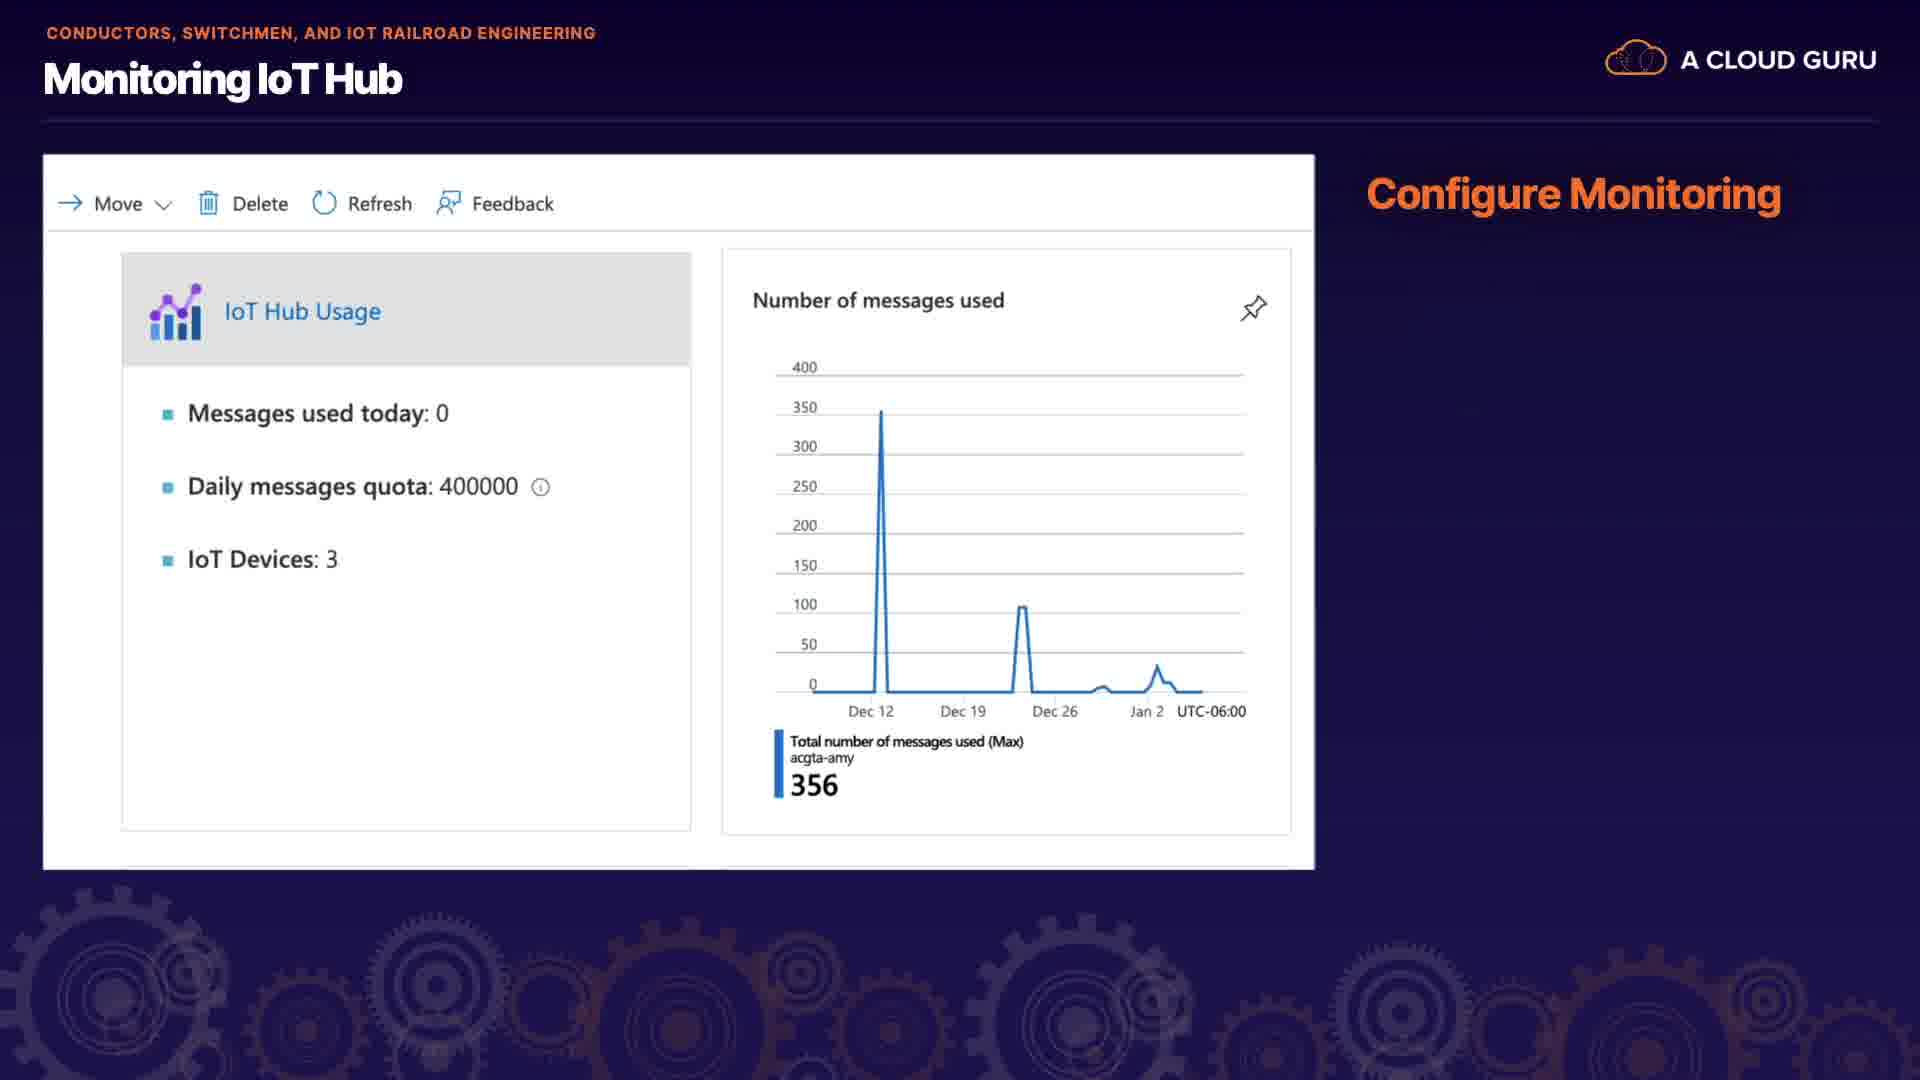 CONDUCTORS, SWITCHMEN, AND IOT RAILROAD ENGINEERING
Monitoring IoT Hub
A CLOUD GURU
Move
Delete
Refresh
Feedback
Configure Monitoring
IoT Hub Usage
Messages used today: 0
Daily messages quota: 400000
IoT Devices: 3
Number of messages used
400
350
300
250
200
150
100
50
0
Dec 12
Dec 19
Dec 26
Jan 2
UTC-06:00
Total number of messages used (Max)
acgta-amy
356